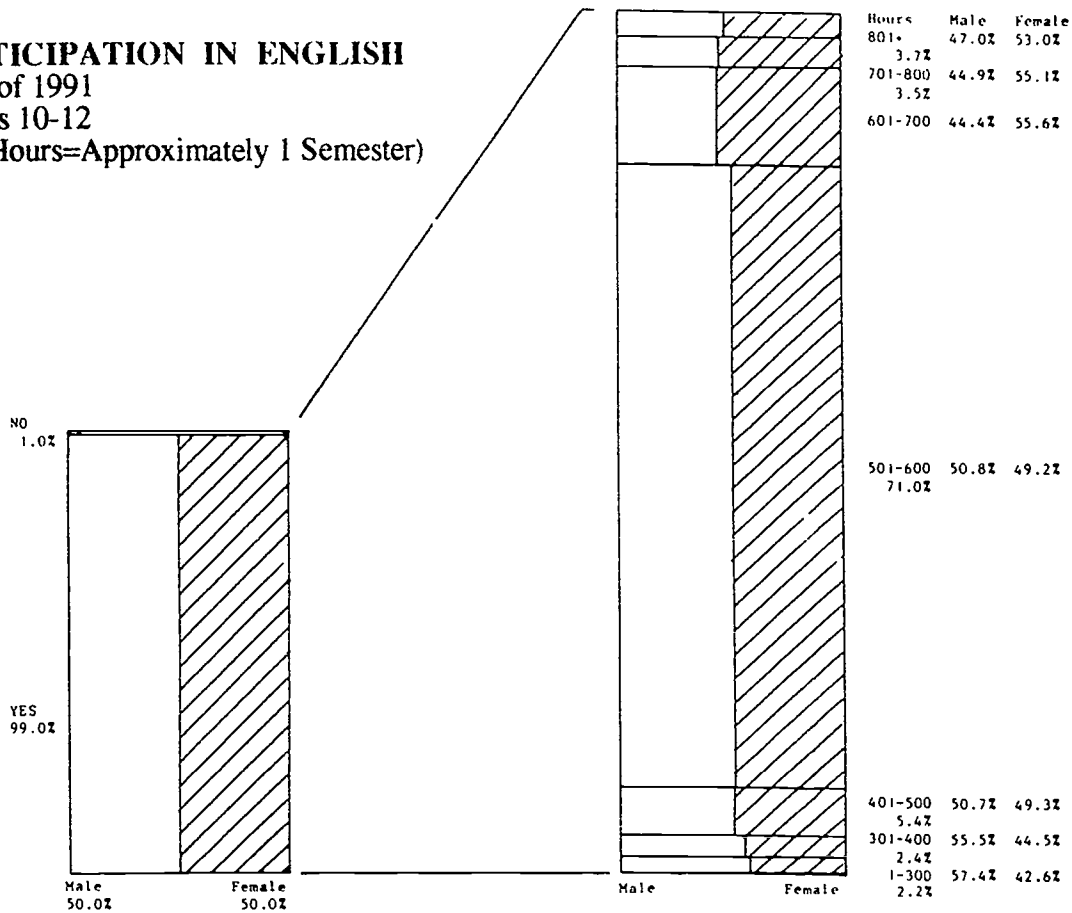 TICIPATION IN ENGLISH
of 1991
s 10-12
Hours=Approximately 1 Semester)
NO
1.0%
YES
99.0%
Male Female
50.0% 50.0%
Hours Male Female
801+ 47.0% 53.0%
3.7%
701-800 44.9% 55.1%
3.5%
601-700 44.4% 55.6%
501-600 50.8% 49.2%
71.0%
401-500 50.7% 49.3%
5.4%
301-400 55.5% 44.5%
2.4%
1-300 57.4% 42.6%
2.2%
Male Female